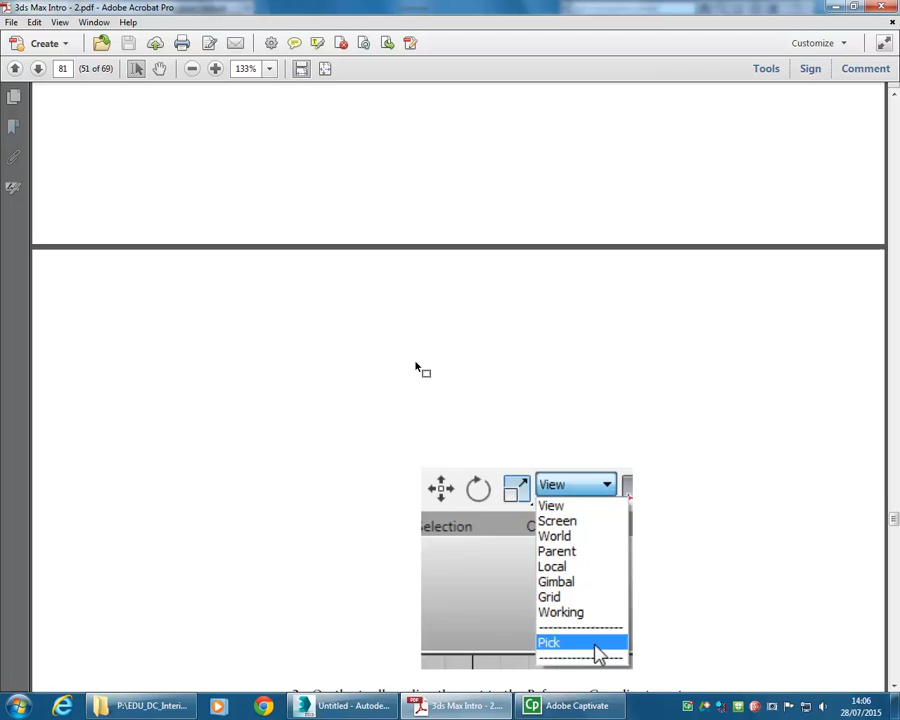 3ds Max Intro - 2.pdf - Adobe Acrobat Pro
File Edit View Window Help
Create Customize
81 (51 of 69) 133% Tools Sign Comment
View
View
Screen
World
Parent
Local
Gimbal
Grid
Working
Pick
Selection
P:\EDU_DC_Interi... Untitled - Autode... 3ds Max Intro - 2.... Adobe Captivate
14:06
28/07/2015